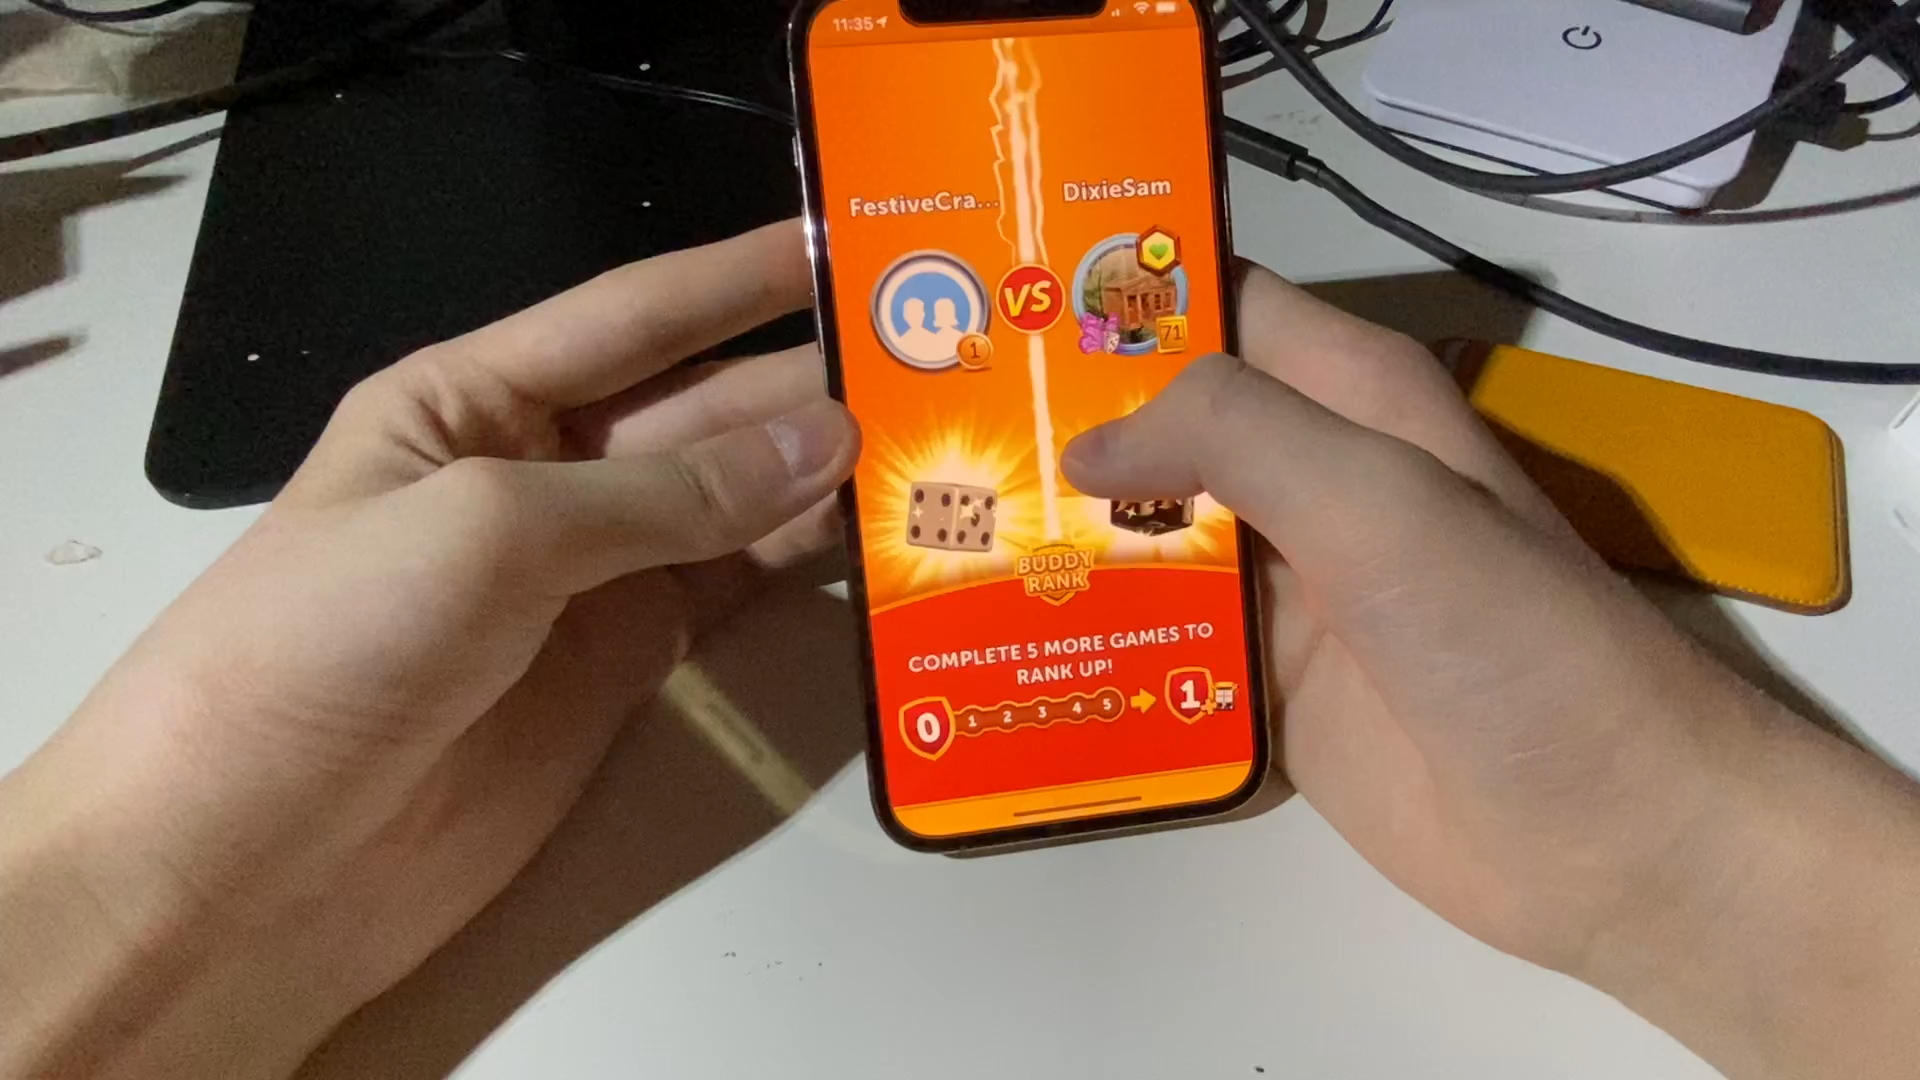 11:35
FestiveCra...
DixieSam
VS
1
71
BUDDY
RANK
COMPLETE 5 MORE GAMES TO
RANK UP!
0 1 2 3 4 5 1+